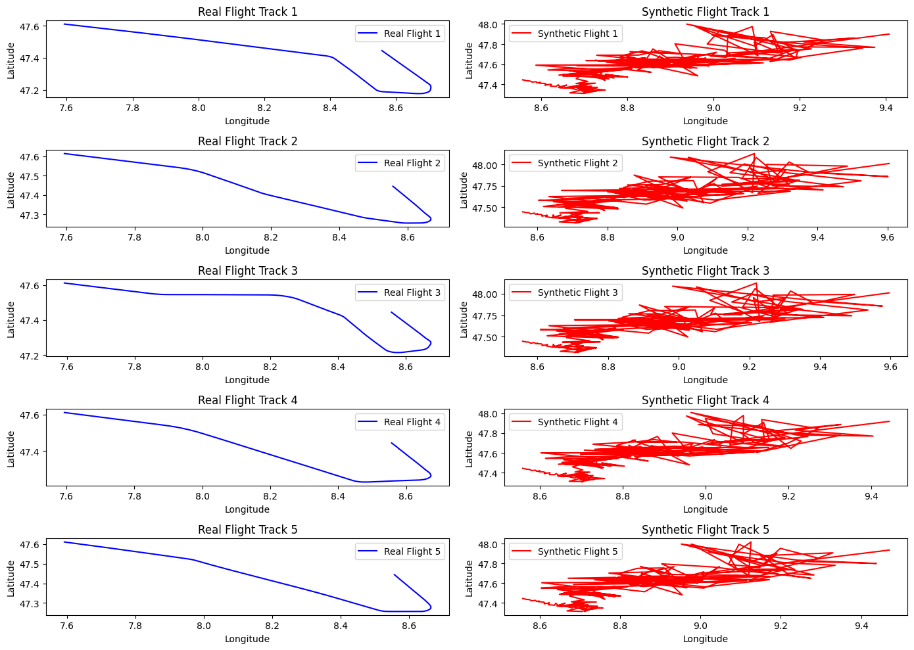 Real Flight Track 1
Latitude
47.6
47.4
47.2
Real Flight 1
7.6 7.8 8.0 8.2 8.4 8.6
Longitude
Synthetic Flight Track 1
Latitude
48.0
47.8
47.6
47.4
Synthetic Flight 1
8.6 8.8 9.0 9.2 9.4
Longitude
Real Flight Track 2
Latitude
47.6
47.5
47.4
47.3
Real Flight 2
7.6 7.8 8.0 8.2 8.4 8.6
Longitude
Synthetic Flight Track 2
Latitude
48.00
47.75
47.50
Synthetic Flight 2
8.6 8.8 9.0 9.2 9.4 9.6
Longitude
Real Flight Track 3
Latitude
47.6
47.4
47.2
Real Flight 3
7.6 7.8 8.0 8.2 8.4 8.6
Longitude
Synthetic Flight Track 3
Latitude
48.00
47.75
47.50
Synthetic Flight 3
8.6 8.8 9.0 9.2 9.4 9.6
Longitude
Real Flight Track 4
Latitude
47.6
47.4
Real Flight 4
7.6 7.8 8.0 8.2 8.4 8.6
Longitude
Synthetic Flight Track 4
Latitude
48.0
47.8
47.6
47.4
Synthetic Flight 4
8.6 8.8 9.0 9.2 9.4
Longitude
Real Flight Track 5
Latitude
47.6
47.5
47.4
47.3
Real Flight 5
7.6 7.8 8.0 8.2 8.4 8.6
Longitude
Synthetic Flight Track 5
Latitude
48.0
47.8
47.6
47.4
Synthetic Flight 5
8.6 8.8 9.0 9.2 9.4
Longitude